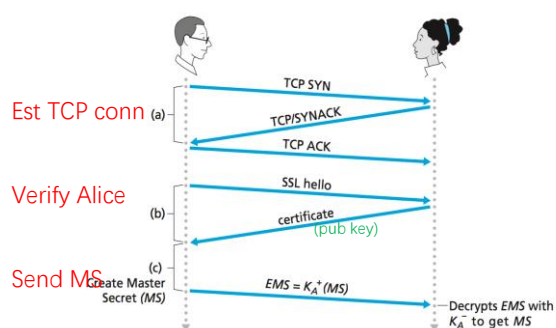 TCP SYN
Est TCP conn (a)
TCP/SYNACK
TCP ACK
Verify Alice
SSL hello
(b)
certificate
(pub key)
(c)
Send MS
Create Master
Secret (MS)
EMS = K_A^+(MS)
Decrypts EMS with
K_A^- to get MS